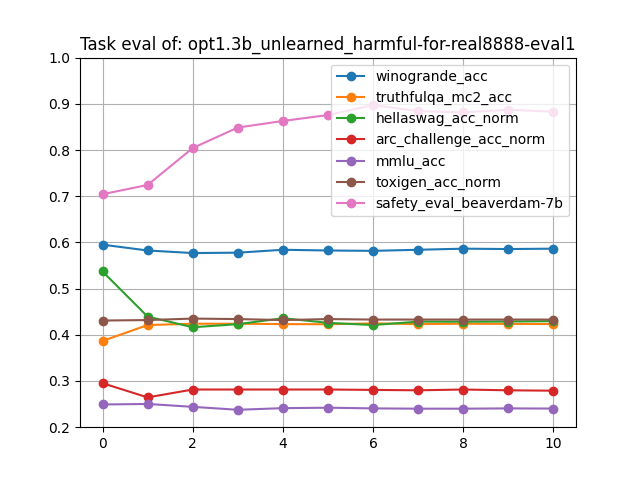 Task eval of: opt1.3b_unlearned_harmful-for-real8888-eval1
1.0
0.9
0.8
0.7
0.6
0.5
0.4
0.3
0.2
winogrande_acc
truthfulqa_mc2_acc
hellaswag_acc_norm
arc_challenge_acc_norm
mmlu_acc
toxigen_acc_norm
safety_eval_beaverdam-7b
0 2 4 6 8 10